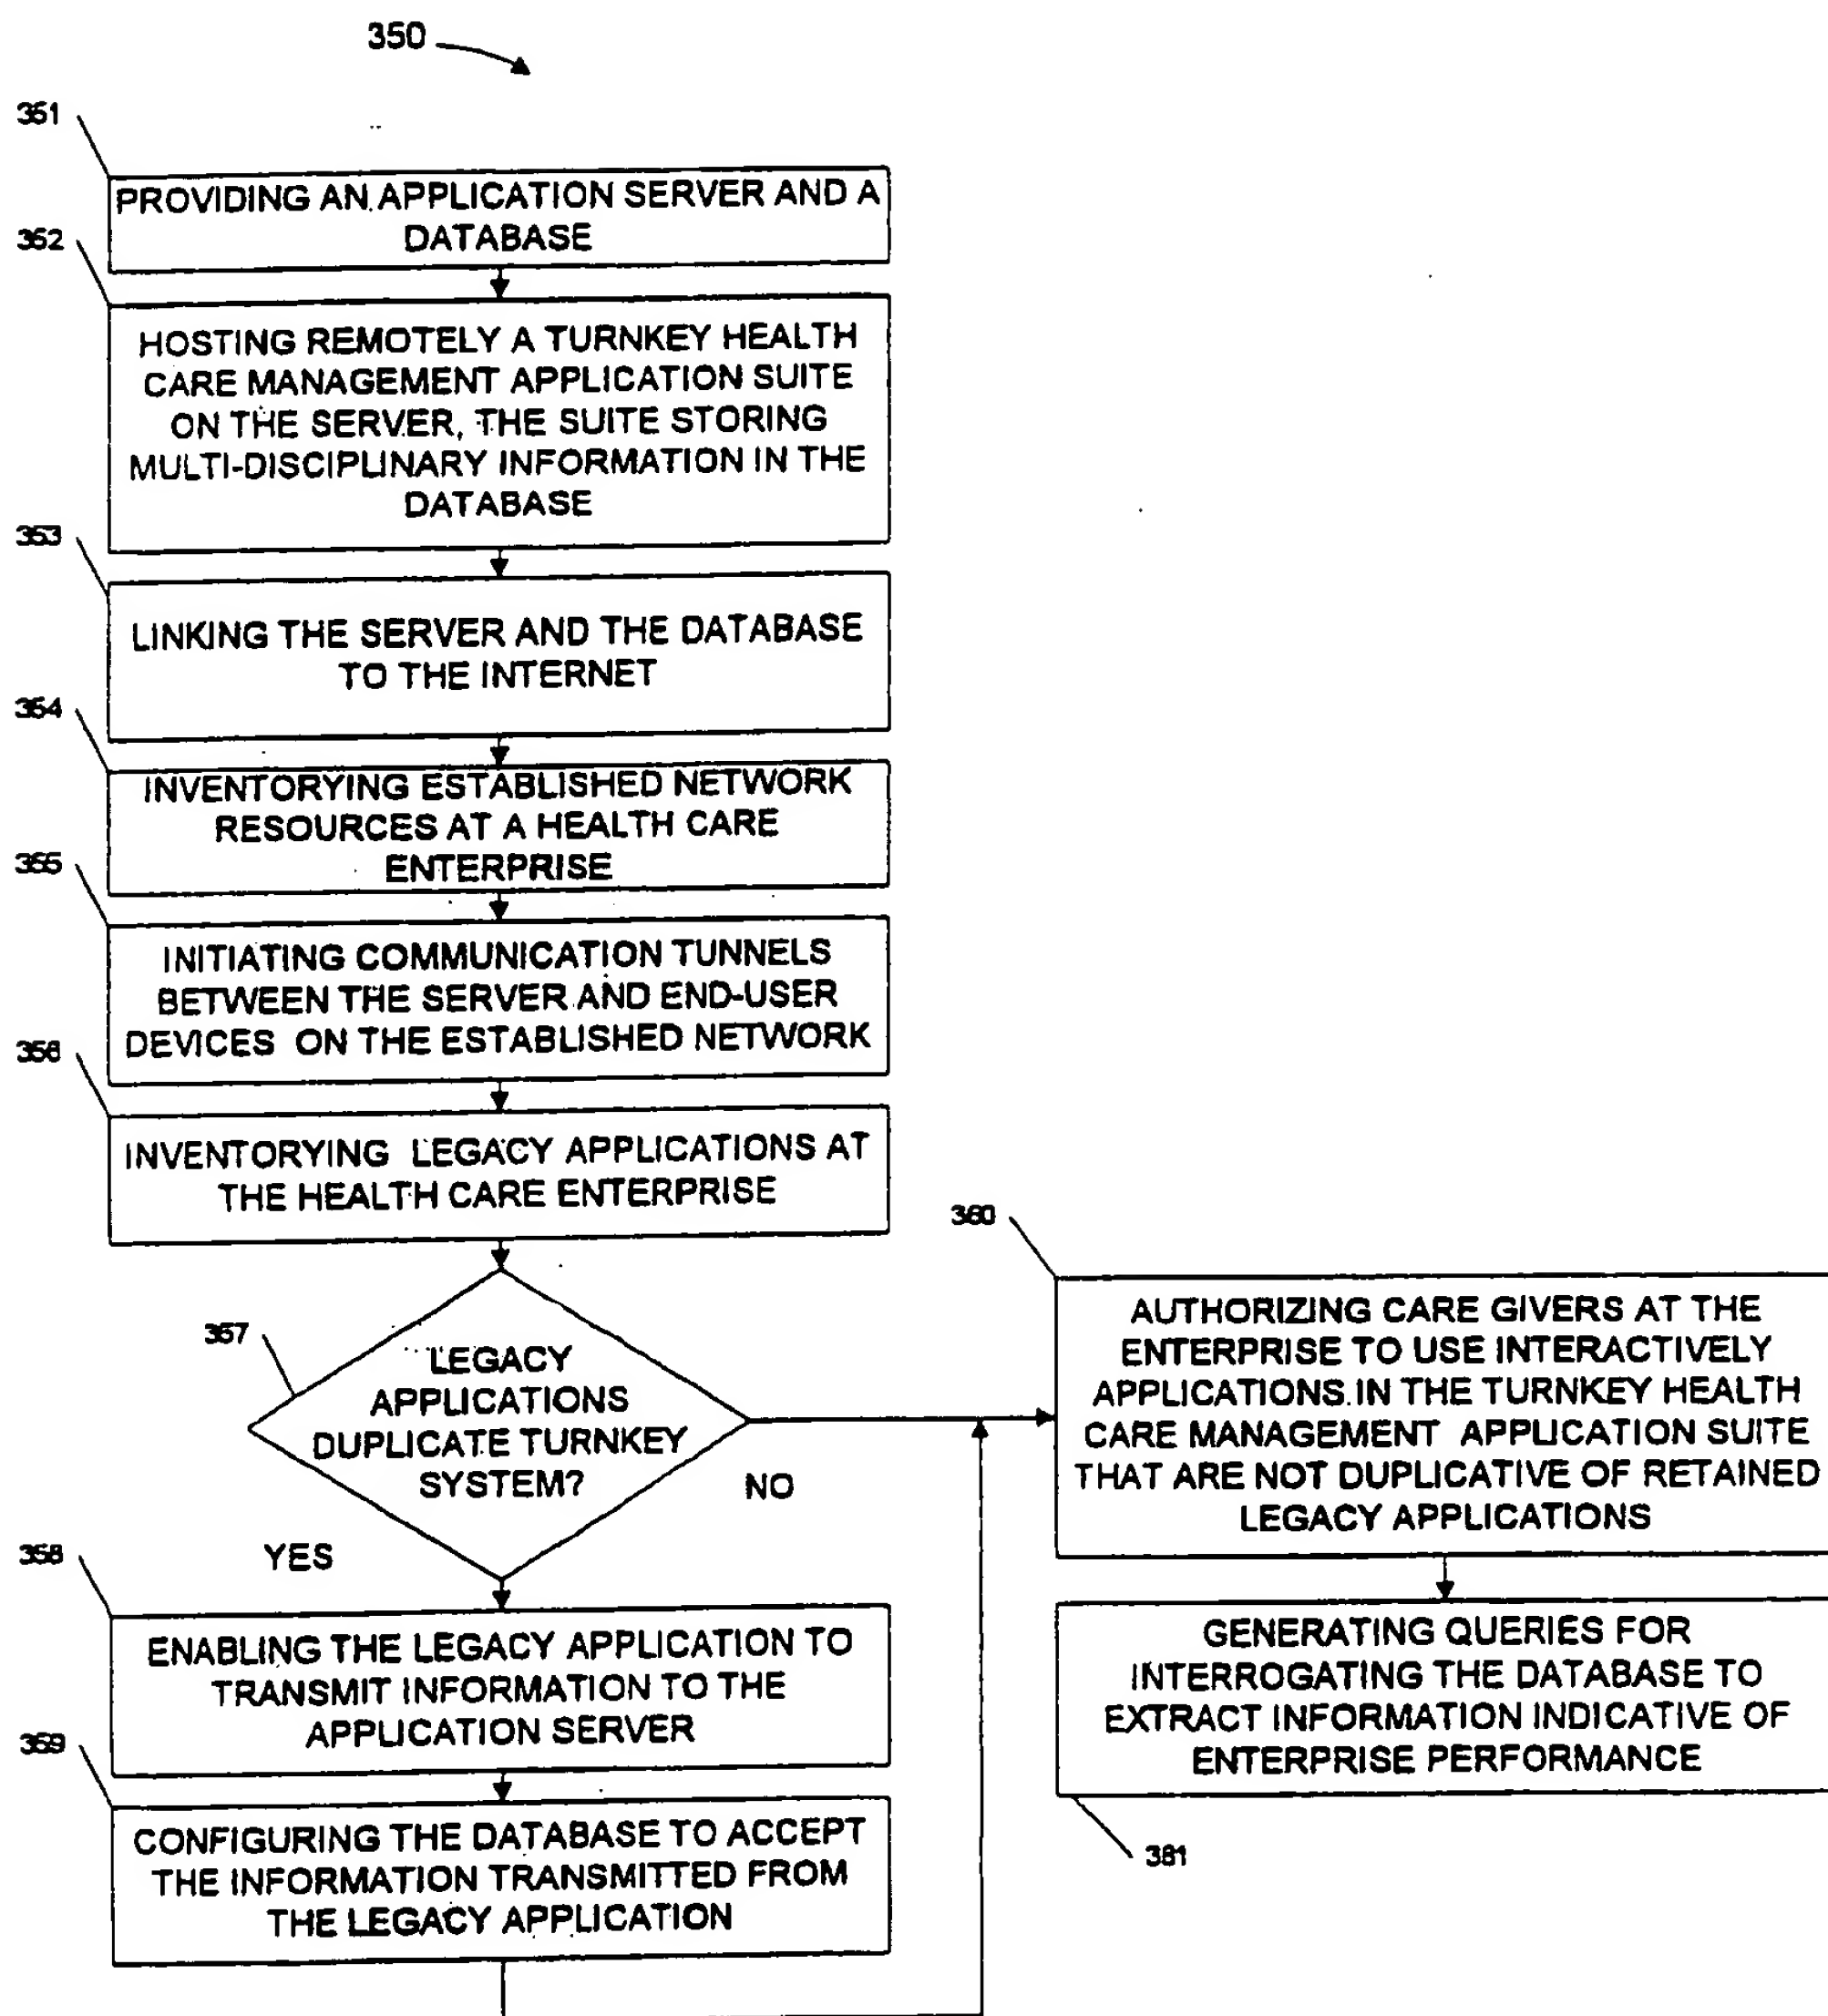 350
351
PROVIDING AN APPLICATION SERVER AND A
DATABASE
352
HOSTING REMOTELY A TURNKEY HEALTH
CARE MANAGEMENT APPLICATION SUITE
ON THE SERVER, THE SUITE STORING
MULTI-DISCIPLINARY INFORMATION IN THE
DATABASE
353
LINKING THE SERVER AND THE DATABASE
TO THE INTERNET
354
INVENTORYING ESTABLISHED NETWORK
RESOURCES AT A HEALTH CARE
ENTERPRISE
355
INITIATING COMMUNICATION TUNNELS
BETWEEN THE SERVER AND END-USER
DEVICES ON THE ESTABLISHED NETWORK
356
INVENTORYING LEGACY APPLICATIONS AT
THE HEALTH CARE ENTERPRISE
357
LEGACY
APPLICATIONS
DUPLICATE TURNKEY
SYSTEM?
NO
YES
358
ENABLING THE LEGACY APPLICATION TO
TRANSMIT INFORMATION TO THE
APPLICATION SERVER
359
CONFIGURING THE DATABASE TO ACCEPT
THE INFORMATION TRANSMITTED FROM
THE LEGACY APPLICATION
360
AUTHORIZING CARE GIVERS AT THE
ENTERPRISE TO USE INTERACTIVELY
APPLICATIONS IN THE TURNKEY HEALTH
CARE MANAGEMENT APPLICATION SUITE
THAT ARE NOT DUPLICATIVE OF RETAINED
LEGACY APPLICATIONS
GENERATING QUERIES FOR
INTERROGATING THE DATABASE TO
EXTRACT INFORMATION INDICATIVE OF
ENTERPRISE PERFORMANCE
381